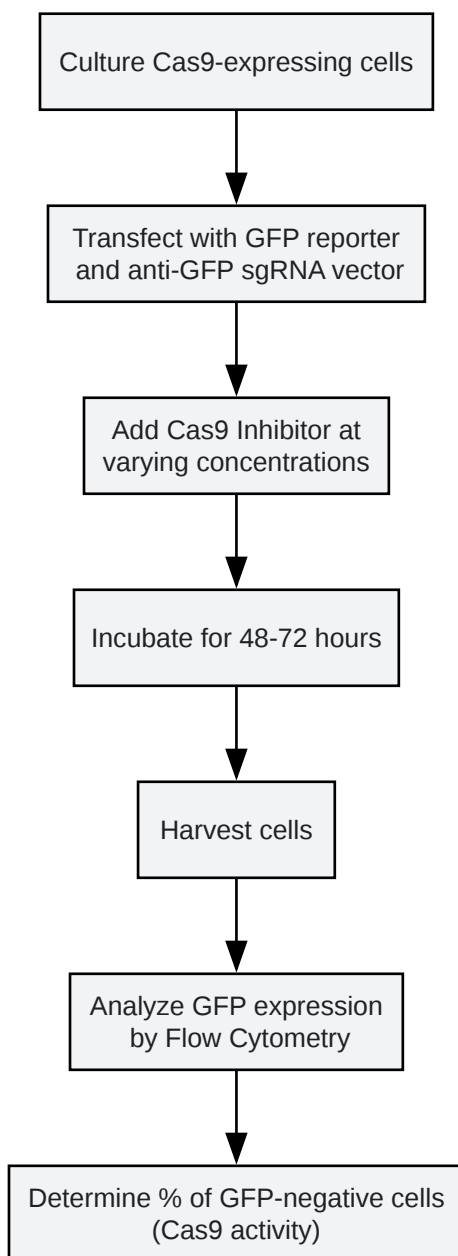 Culture Cas9-expressing cells
Transfect with GFP reporter
and anti-GFP sgRNA vector
Add Cas9 Inhibitor at
varying concentrations
Incubate for 48-72 hours
Harvest cells
Analyze GFP expression
by Flow Cytometry
Determine % of GFP-negative cells
(Cas9 activity)